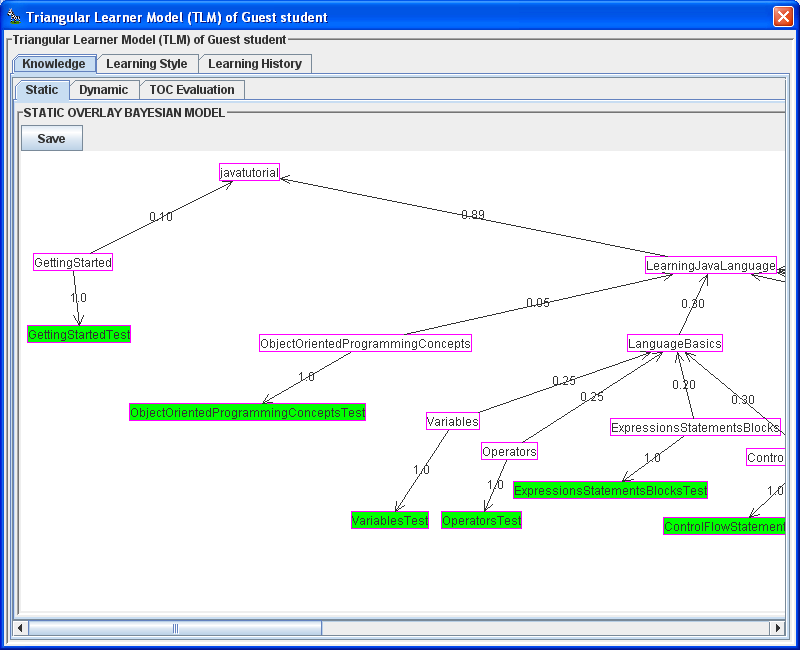 Triangular Learner Model (TLM) of Guest student
Triangular Learner Model (TLM) of Guest student
Knowledge Learning Style Learning History
Static Dynamic TOC Evaluation
STATIC OVERLAY BAYESIAN MODEL
Save
javatutorial
0.10 0.89
GettingStarted LearningJavaLanguage
1.0 0.05 0.30
GettingStartedTest ObjectOrientedProgrammingConcepts LanguageBasics
1.0 0.25 0.25 0.20 0.30
ObjectOrientedProgrammingConceptsTest Variables ExpressionsStatementsBlocks
Operators Contro
1.0 1.0 1.0 1.0
ExpressionsStatementsBlocksTest
VariablesTest OperatorsTest ControlFlowStatement